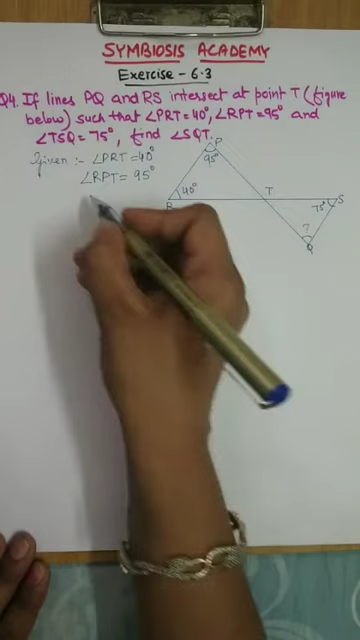 SYMBIOSIS ACADEMY
Exercise - 6.3
Q4. If lines PQ and RS intersect at point T (figure
below) such that ∠PRT = 40°, ∠RPT = 95° and
∠TSQ = 75°, find ∠SQT.
Given :- ∠PRT = 40°
∠RPT = 95°
P
95°
40°
R
T
S
75°
?
Q